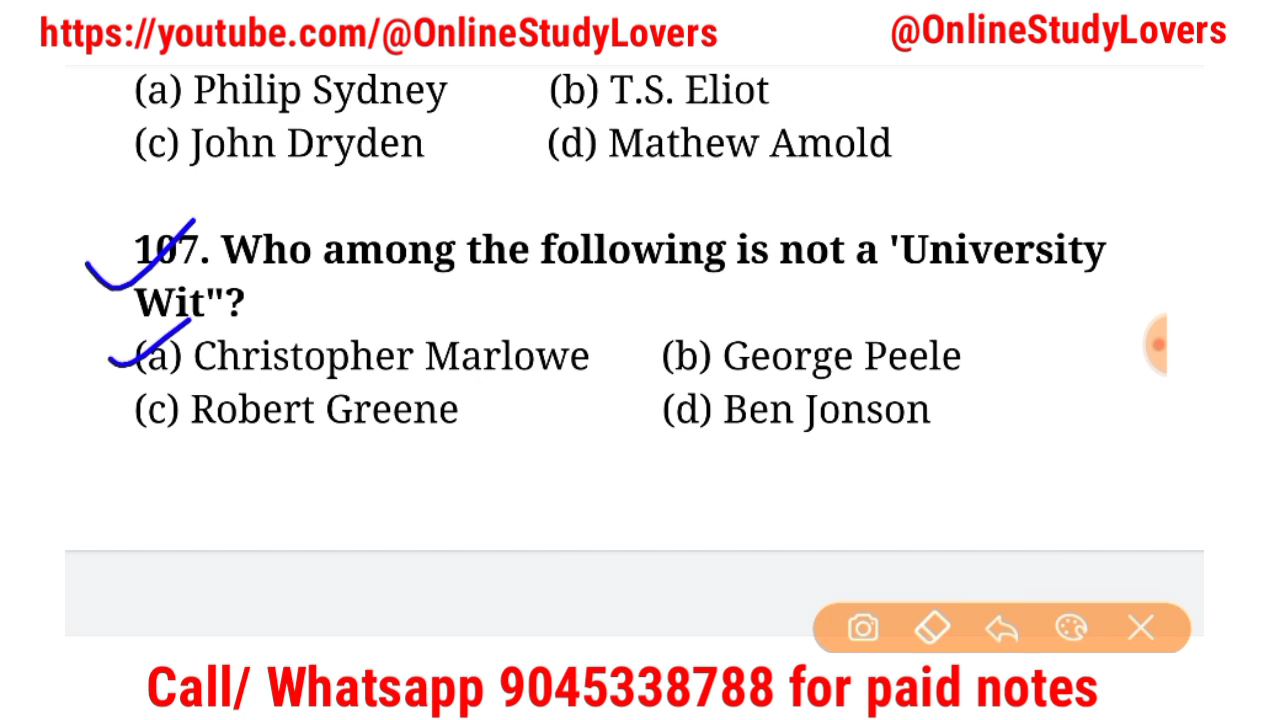 https://youtube.com/@OnlineStudyLovers @OnlineStudyLovers
(a) Philip Sydney (b) T.S. Eliot
(c) John Dryden (d) Mathew Amold
107. Who among the following is not a 'University
Wit"?
(a) Christopher Marlowe (b) George Peele
(c) Robert Greene (d) Ben Jonson
Call/ Whatsapp 9045338788 for paid notes